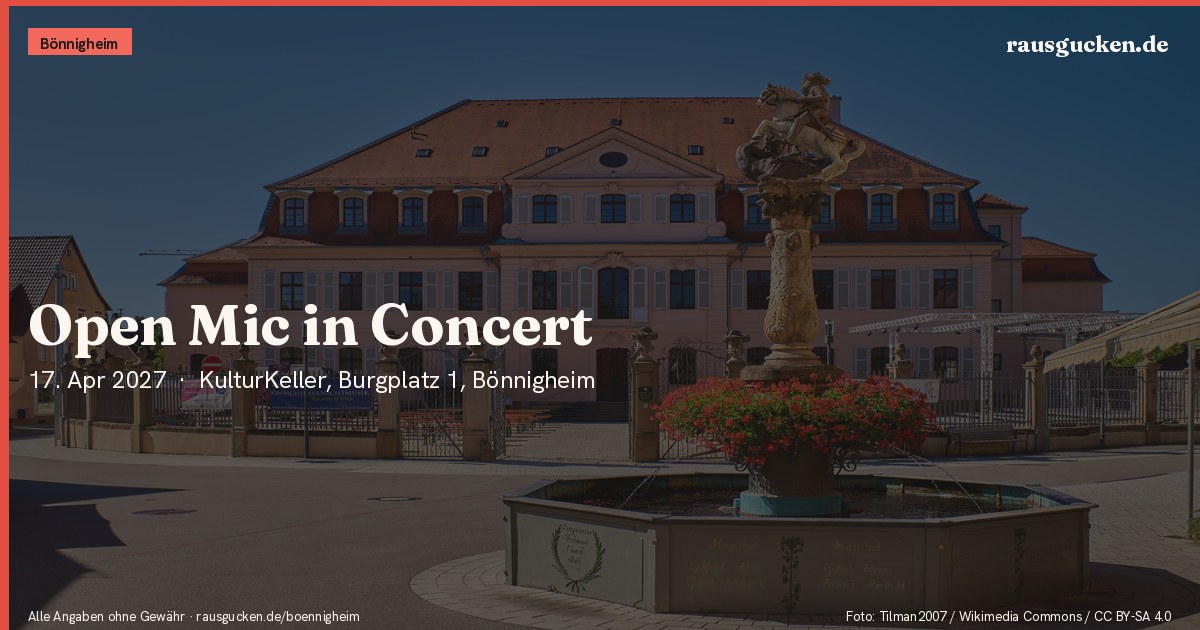 Bönnigheim
rausgucken.de
Open Mic in Concert
17. Apr 2027 · KulturKeller, Burgplatz 1, Bönnigheim
Alle Angaben ohne Gewähr · rausgucken.de/boennigheim
Foto: Tilman2007 / Wikimedia Commons / CC BY-SA 4.0